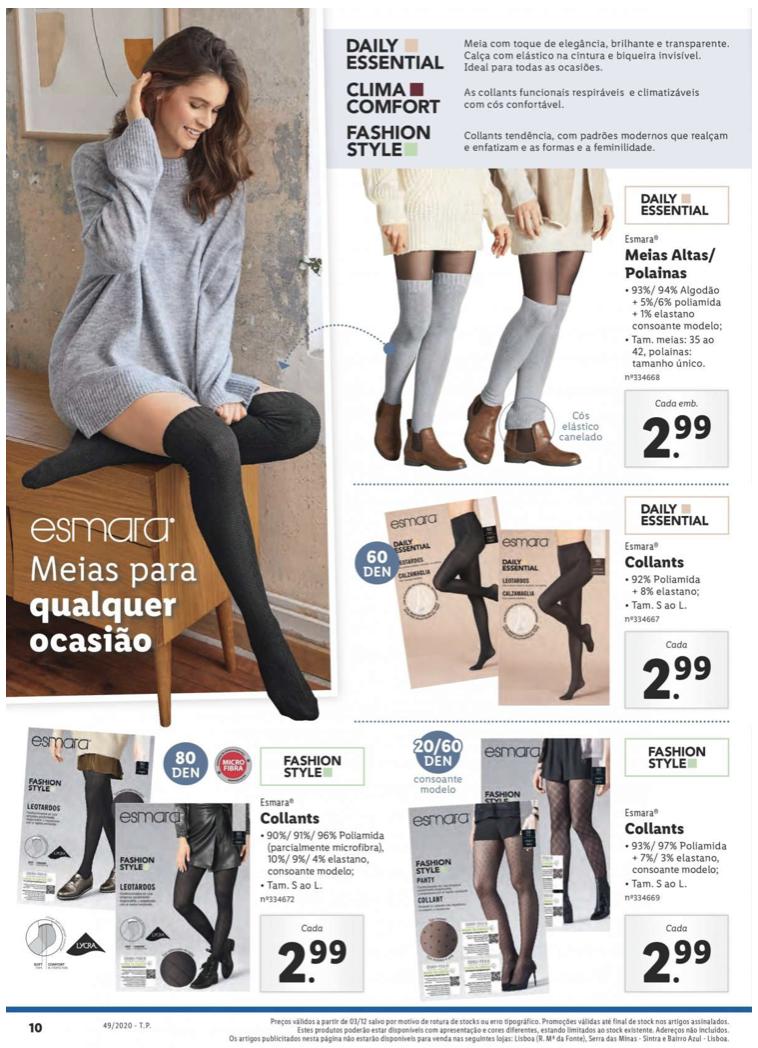 DAILY
ESSENTIAL
Meia com toque de elegância, brilhante e transparente.
Calça com elástico na cintura e biqueira invisível.
Ideal para todas as ocasiões.
CLIMA
COMFORT
As collants funcionais respiráveis e climatizáveis
com cós confortável.
FASHION
STYLE
Collants tendência, com padrões modernos que realçam
e enfatizam e as formas e a feminilidade.
DAILY
ESSENTIAL
Esmara®
Meias Altas/
Polainas
• 93%/ 94% Algodão
+ 5%/6% poliamida
+ 1% elastano
consoante modelo;
• Tam. meias: 35 ao
42, polainas:
tamanho único.
nº334668
Cada emb.
2.99
Cós
elástico
canelado
esmara®
Meias para
qualquer
ocasião
60
DEN
esmara
DAILY
ESSENTIAL
LEOTARDOS
CALZAMAGLIA
esmara
DAILY
ESSENTIAL
LEOTARDOS
CALZAMAGLIA
DAILY
ESSENTIAL
Esmara®
Collants
• 92% Poliamida
+ 8% elastano;
• Tam. S ao L.
nº334667
Cada
2.99
esmara
FASHION
STYLE
LEOTARDOS
esmara
FASHION
STYLE
LEOTARDOS
LYCRA
80
DEN
MICRO
FIBRA
FASHION
STYLE
Esmara®
Collants
• 90%/ 91%/ 96% Poliamida
(parcialmente microfibra),
10%/ 9%/ 4% elastano,
consoante modelo;
• Tam. S ao L.
nº334672
Cada
2.99
20/60
DEN
consoante
modelo
esmara
FASHION
esmara
FASHION
STYLE
PANTY
COLLANT
FASHION
STYLE
Esmara®
Collants
• 93%/ 97% Poliamida
+ 7%/ 3% elastano,
consoante modelo;
• Tam. S ao L.
nº334669
Cada
2.99
10
49/2020 - T.P.
Preços válidos a partir de 03/12 salvo por motivo de rotura de stocks ou erro tipográfico. Promoções válidas até final de stock nos artigos assinalados.
Estes produtos poderão estar disponíveis com apresentação e cores diferentes, estando limitados ao stock existente. Adereços não incluídos.
Os artigos publicitados nesta página não estarão disponíveis para venda nas seguintes lojas: Lisboa (R. Mª da Fonte), Serra das Minas - Sintra e Bairro Azul - Lisboa.